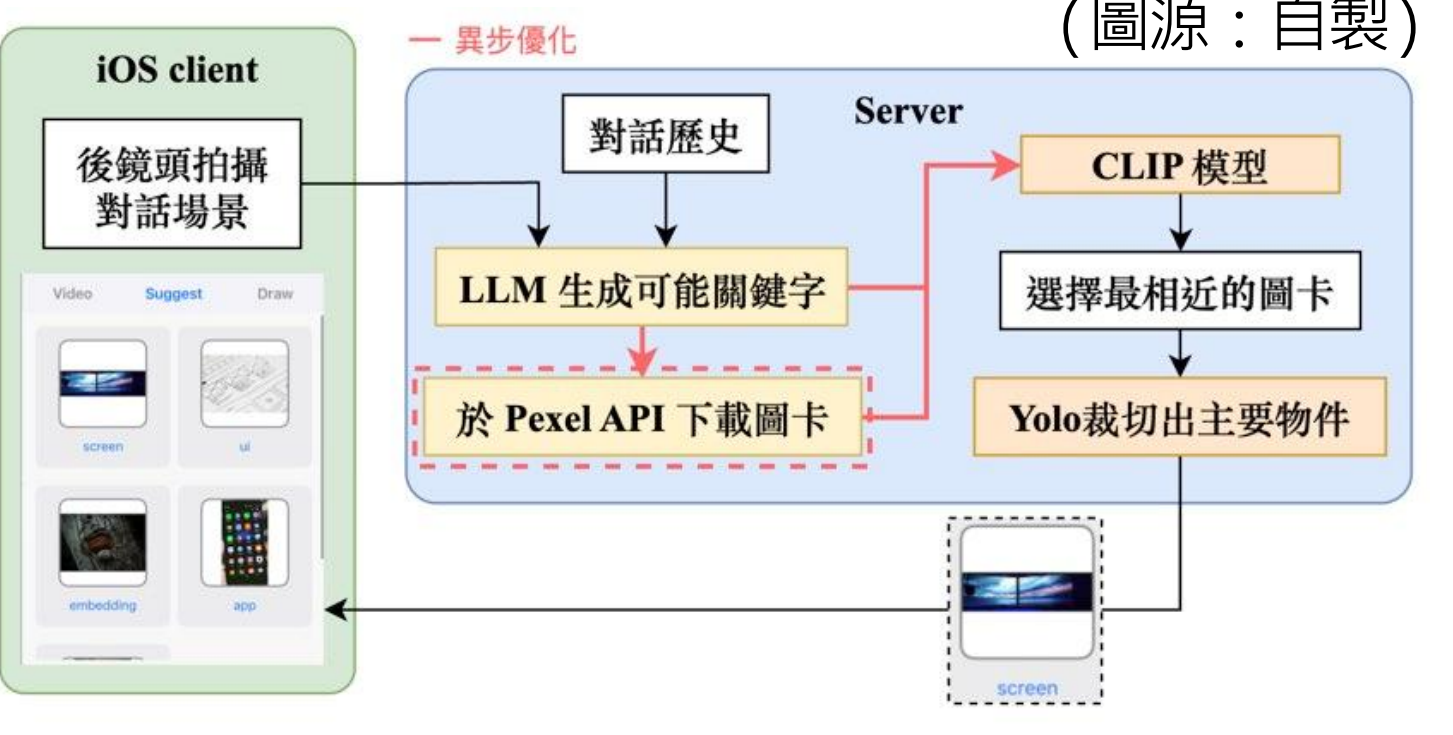 (圖源：自製)
一 異步優化
iOS client
後鏡頭拍攝
對話場景
Video
Suggest
Draw
screen
ui
embedding
app
Server
對話歷史
LLM 生成可能關鍵字
於 Pexel API 下載圖卡
CLIP 模型
選擇最相近的圖卡
Yolo裁切出主要物件
screen